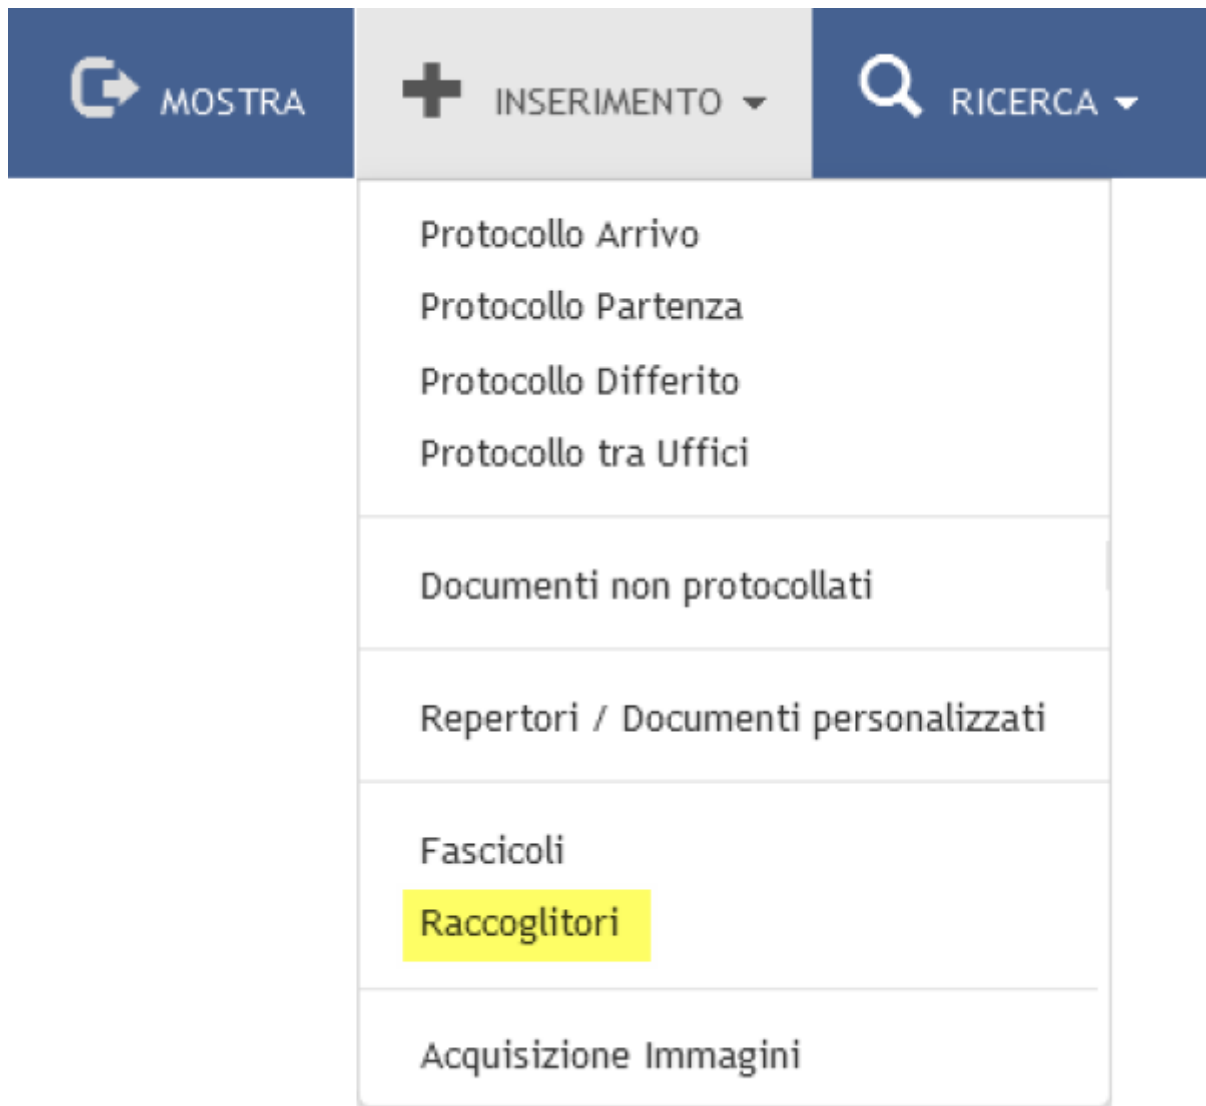 MOSTRA
INSERIMENTO
RICERCA
Protocollo Arrivo
Protocollo Partenza
Protocollo Differito
Protocollo tra Uffici
Documenti non protocollati
Repertori / Documenti personalizzati
Fascicoli
Raccoglitori
Acquisizione Immagini